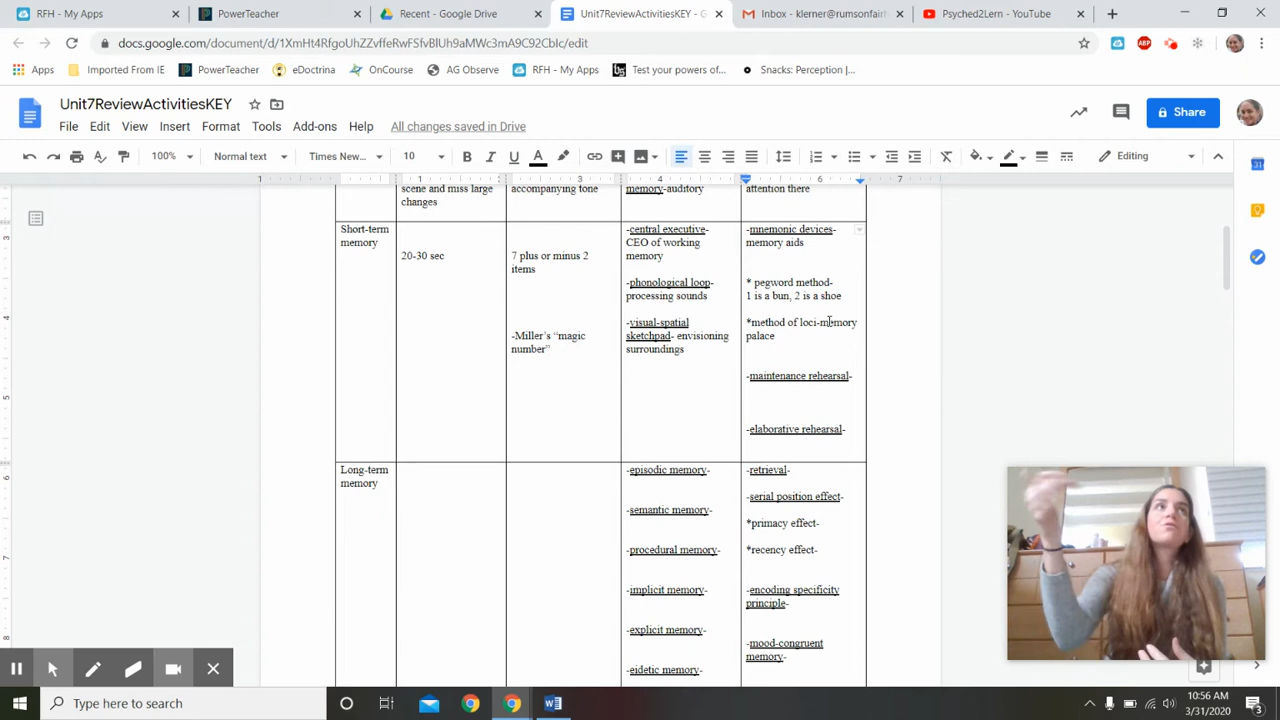 RFH - My Apps
PowerTeacher
Recent - Google Drive
Unit7ReviewActivitiesKEY - G
Inbox - klerner@rumsonfairh
Psyched2Learn - YouTube
docs.google.com/document/d/1XmHt4RfgoUhZZvffeRwFSfvBlUh9aMWc3mA9C92CbIc/edit
Apps
Imported From IE
PowerTeacher
eDoctrina
OnCourse
AG Observe
RFH - My Apps
Test your powers of...
Snacks: Perception |...
Unit7ReviewActivitiesKEY
File Edit View Insert Format Tools Add-ons Help All changes saved in Drive
Share
100% Normal text Times New... 10 B I U A Editing
1 1 3 4 6 7
scene and miss large
changes
accompanying tone
memory-auditory
attention there
Short-term
memory
20-30 sec
7 plus or minus 2
items
-Miller's "magic
number"
-central executive-
CEO of working
memory
-phonological loop-
processing sounds
-visual-spatial
sketchpad- envisioning
surroundings
-mnemonic devices-
memory aids
* pegword method-
1 is a bun, 2 is a shoe
*method of loci-memory
palace
-maintenance rehearsal-
-elaborative rehearsal-
Long-term
memory
-episodic memory-
-semantic memory-
-procedural memory-
-implicit memory-
-explicit memory-
-eidetic memory-
-retrieval-
-serial position effect-
*primacy effect-
*recency effect-
-encoding specificity
principle-
-mood-congruent
memory-
Type here to search
10:56 AM
3/31/2020